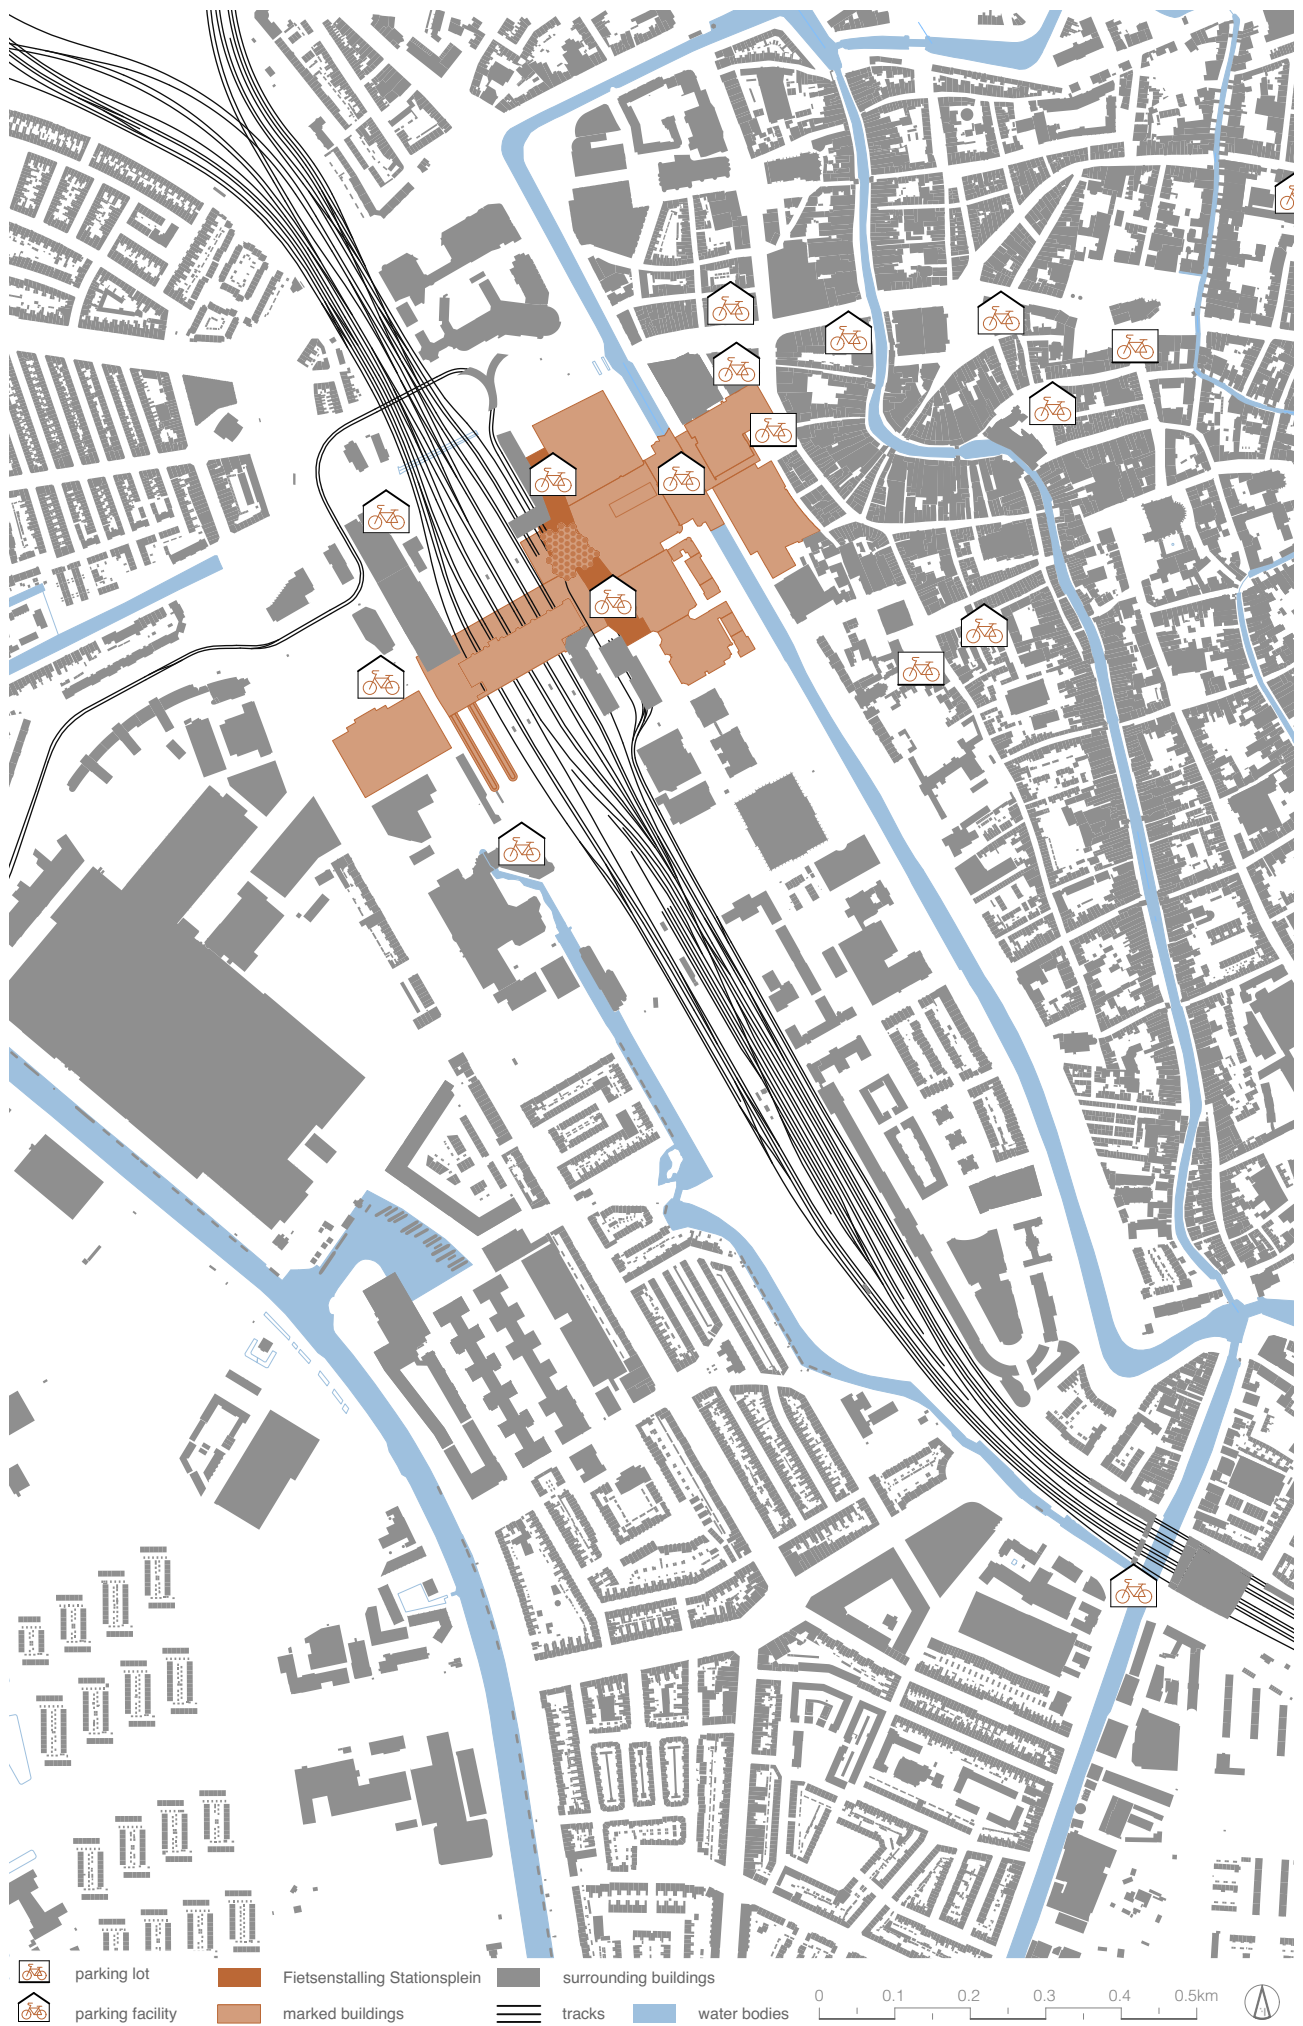 parking lot
Fietsenstalling Stationsplein
surrounding buildings
parking facility
marked buildings
tracks
water bodies
0 0.1 0.2 0.3 0.4 0.5km